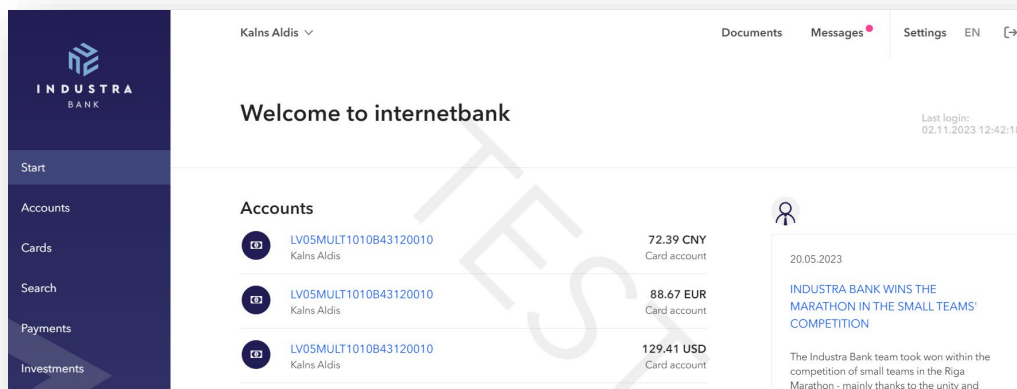 INDUSTRA
BANK
Start
Accounts
Cards
Search
Payments
Investments
Kalns Aldis
Documents Messages Settings EN
Welcome to internetbank
Last login:
02.11.2023 12:42:18
Accounts
LV05MULT1010B43120010 72.39 CNY
Kalns Aldis Card account
LV05MULT1010B43120010 88.67 EUR
Kalns Aldis Card account
LV05MULT1010B43120010 129.41 USD
Kalns Aldis Card account
20.05.2023
INDUSTRA BANK WINS THE
MARATHON IN THE SMALL TEAMS'
COMPETITION
The Industra Bank team took won within the
competition of small teams in the Riga
Marathon - mainly thanks to the unity and
TEST